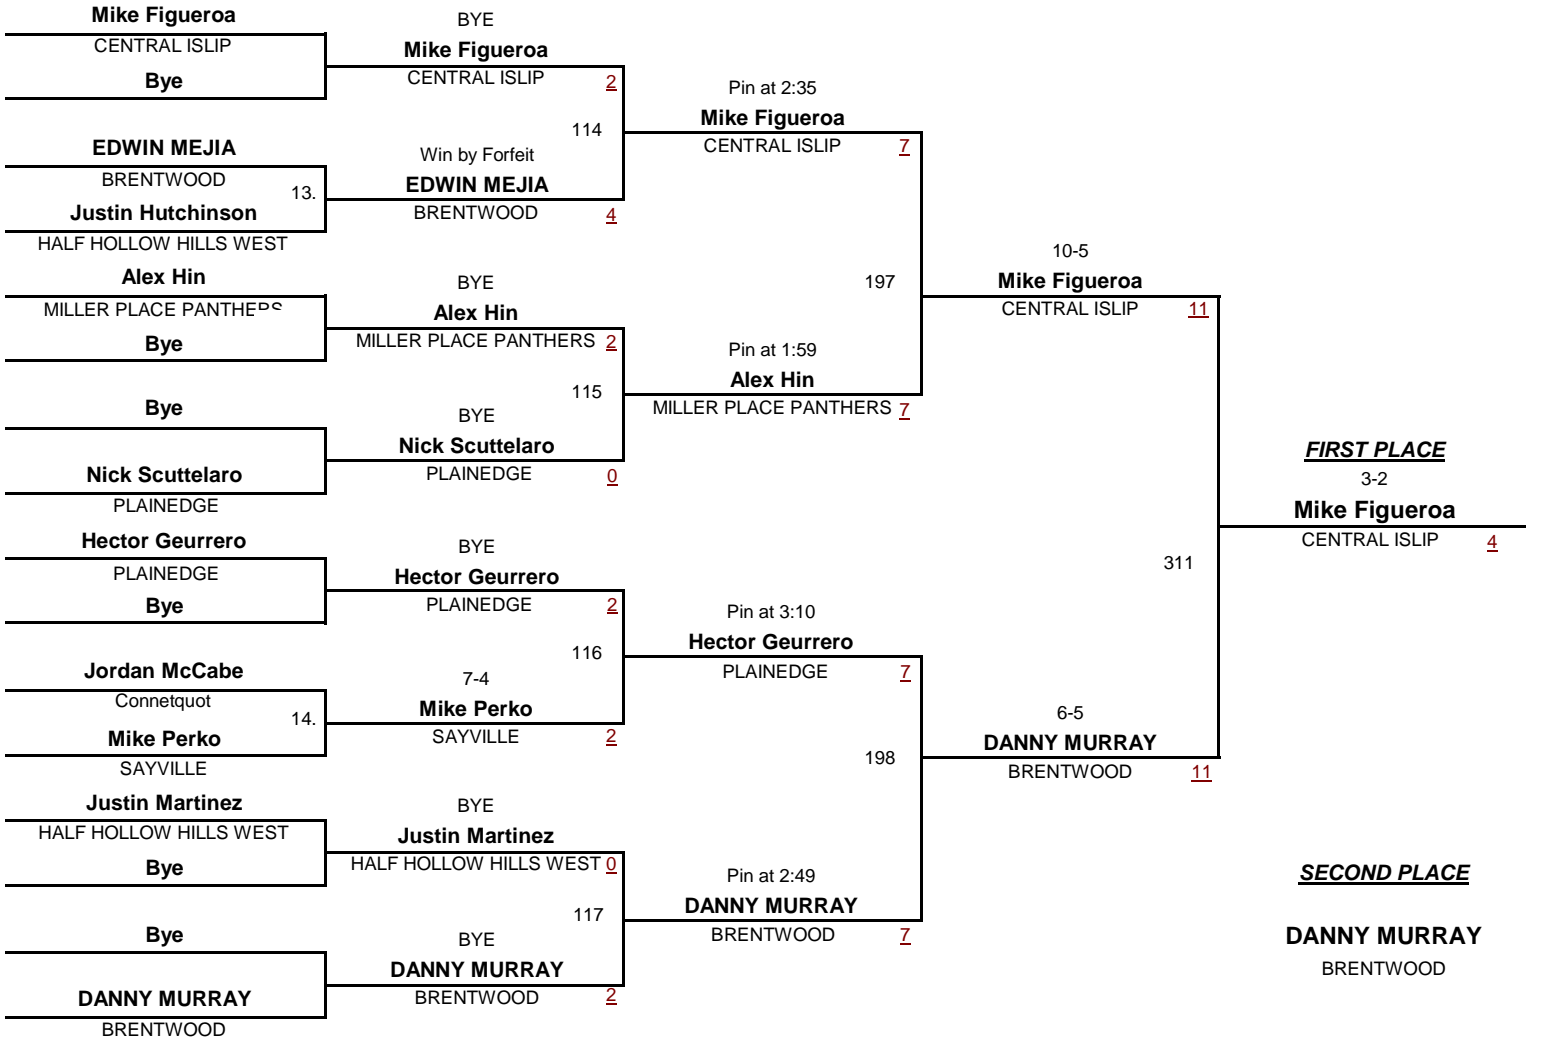 Mike Figueroa
CENTRAL ISLIP
Bye
EDWIN MEJIA
BRENTWOOD
13.
Justin Hutchinson
HALF HOLLOW HILLS WEST
Alex Hin
MILLER PLACE PANTHERS
Bye
Bye
Nick Scuttelaro
PLAINEDGE
Hector Geurrero
PLAINEDGE
Bye
Jordan McCabe
Connetquot
14.
Mike Perko
SAYVILLE
Justin Martinez
HALF HOLLOW HILLS WEST
Bye
Bye
DANNY MURRAY
BRENTWOOD
BYE
Mike Figueroa
CENTRAL ISLIP 2
114
Win by Forfeit
EDWIN MEJIA
BRENTWOOD 4
BYE
Alex Hin
MILLER PLACE PANTHERS 2
115
BYE
Nick Scuttelaro
PLAINEDGE 0
BYE
Hector Geurrero
PLAINEDGE 2
116
7-4
Mike Perko
SAYVILLE 2
BYE
Justin Martinez
HALF HOLLOW HILLS WEST 0
117
BYE
DANNY MURRAY
BRENTWOOD 2
Pin at 2:35
Mike Figueroa
CENTRAL ISLIP 7
197
Pin at 1:59
Alex Hin
MILLER PLACE PANTHERS 7
Pin at 3:10
Hector Geurrero
PLAINEDGE 7
198
Pin at 2:49
DANNY MURRAY
BRENTWOOD 7
10-5
Mike Figueroa
CENTRAL ISLIP 11
311
6-5
DANNY MURRAY
BRENTWOOD 11
FIRST PLACE
3-2
Mike Figueroa
CENTRAL ISLIP 4
SECOND PLACE
DANNY MURRAY
BRENTWOOD